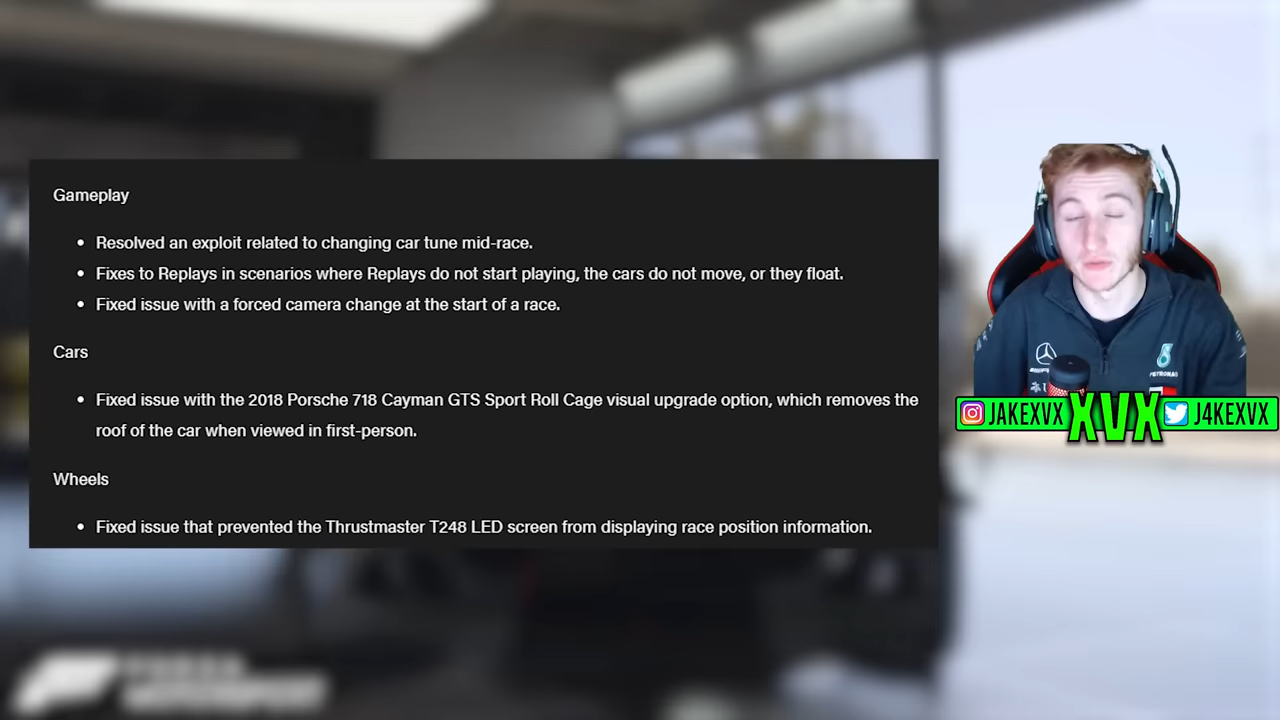 Gameplay
• Resolved an exploit related to changing car tune mid-race.
• Fixes to Replays in scenarios where Replays do not start playing, the cars do not move, or they float.
• Fixed issue with a forced camera change at the start of a race.
Cars
• Fixed issue with the 2018 Porsche 718 Cayman GTS Sport Roll Cage visual upgrade option, which removes the
roof of the car when viewed in first-person.
Wheels
• Fixed issue that prevented the Thrustmaster T248 LED screen from displaying race position information.
PETRONAS
JAKEXVX XVX J4KEXVX
FORZA
MOTORSPORT